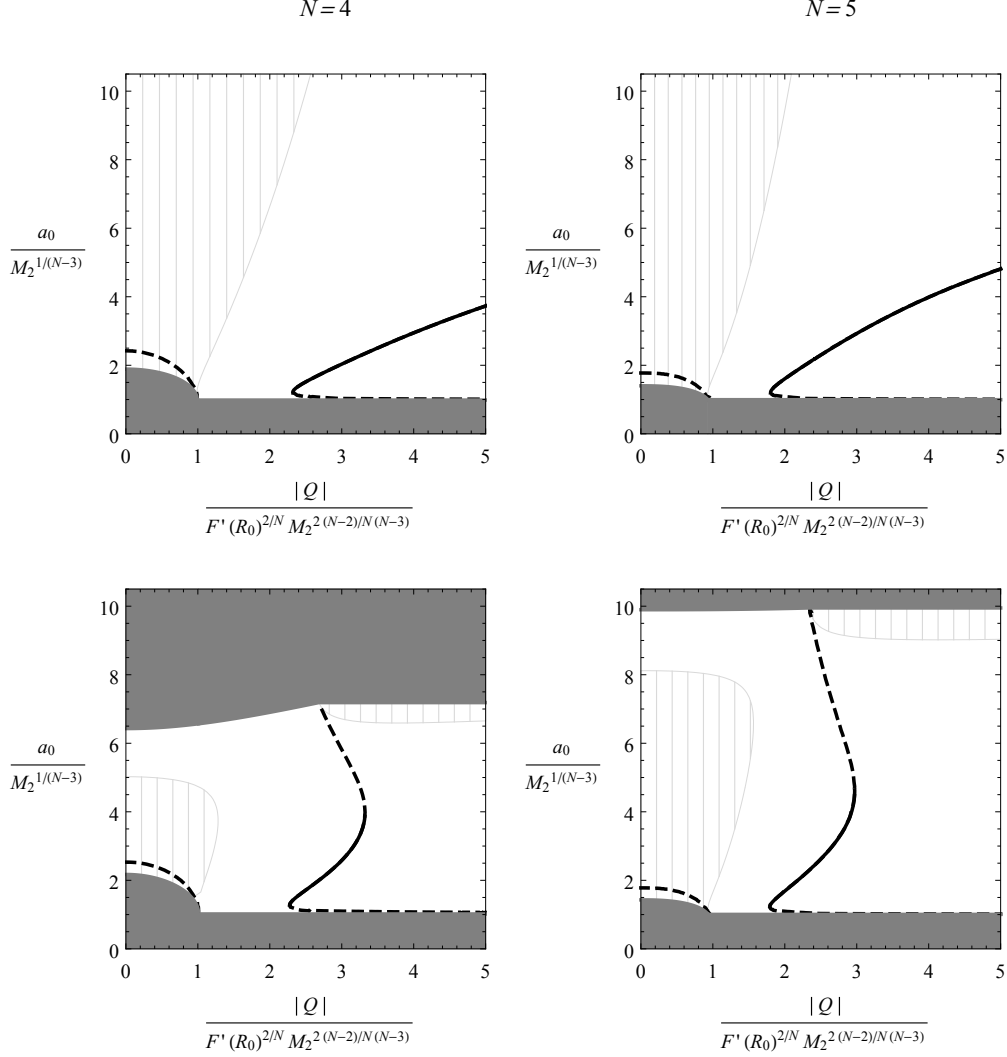 N = 4
N = 5
10
8
6
4
2
0
a0
M2^1/(N−3)
0 1 2 3 4 5
|Q|
F'(R0)^2/N M2^2(N−2)/N(N−3)
10
8
6
4
2
0
a0
M2^1/(N−3)
0 1 2 3 4 5
|Q|
F'(R0)^2/N M2^2(N−2)/N(N−3)
10
8
6
4
2
0
a0
M2^1/(N−3)
0 1 2 3 4 5
|Q|
F'(R0)^2/N M2^2(N−2)/N(N−3)
10
8
6
4
2
0
a0
M2^1/(N−3)
0 1 2 3 4 5
|Q|
F'(R0)^2/N M2^2(N−2)/N(N−3)